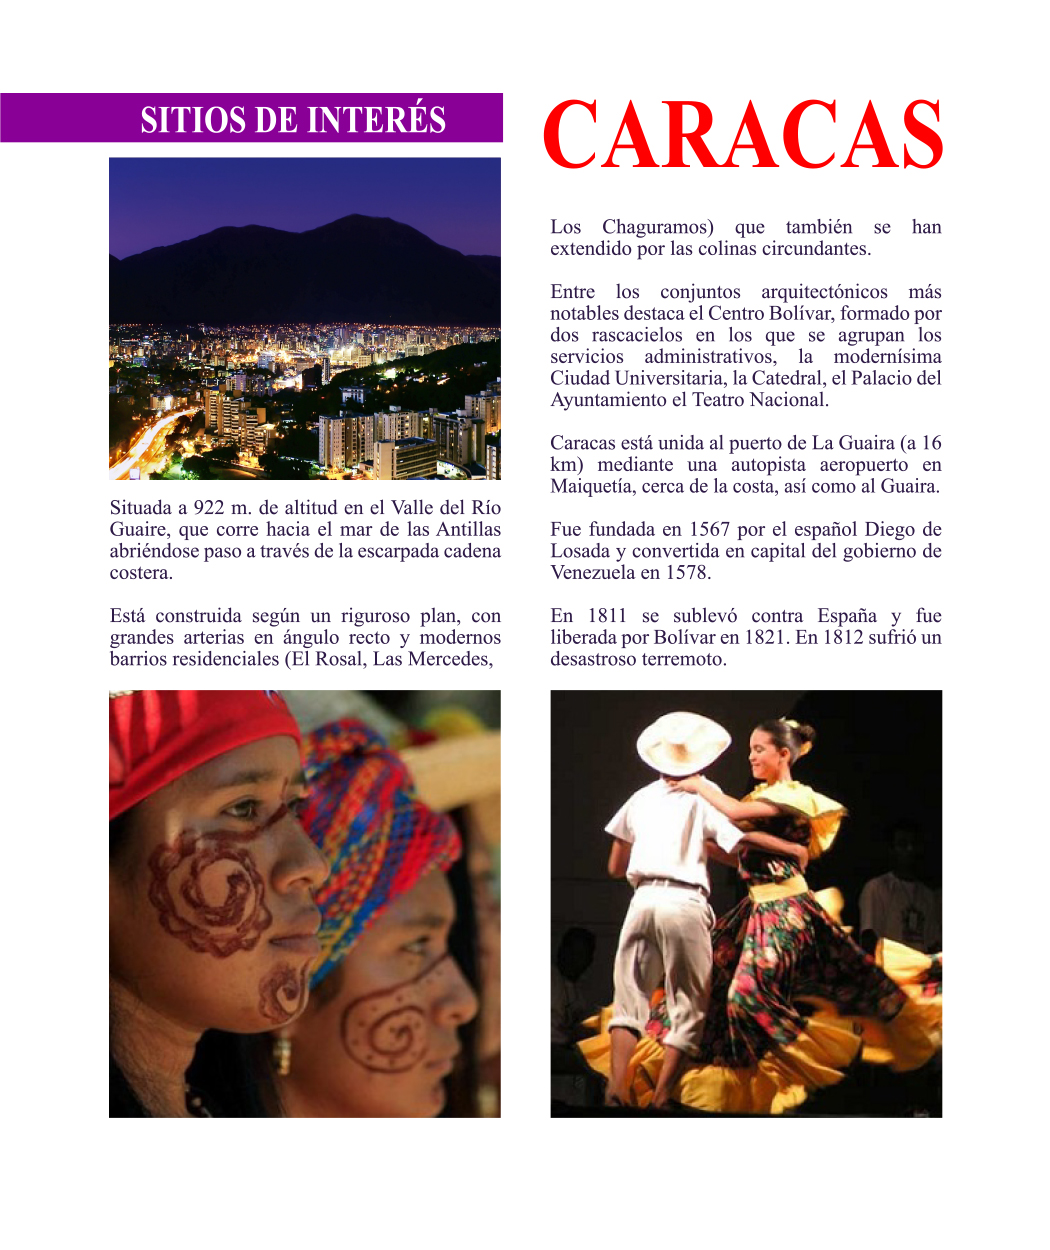 SITIOS DE INTERÉS
CARACAS
Situada a 922 m. de altitud en el Valle del Río
Guaire, que corre hacia el mar de las Antillas
abriéndose paso a través de la escarpada cadena
costera.
Está construida según un riguroso plan, con
grandes arterias en ángulo recto y modernos
barrios residenciales (El Rosal, Las Mercedes,
Los Chaguramos) que también se han
extendido por las colinas circundantes.
Entre los conjuntos arquitectónicos más
notables destaca el Centro Bolívar, formado por
dos rascacielos en los que se agrupan los
servicios administrativos, la modernísima
Ciudad Universitaria, la Catedral, el Palacio del
Ayuntamiento el Teatro Nacional.
Caracas está unida al puerto de La Guaira (a 16
km) mediante una autopista aeropuerto en
Maiquetía, cerca de la costa, así como al Guaira.
Fue fundada en 1567 por el español Diego de
Losada y convertida en capital del gobierno de
Venezuela en 1578.
En 1811 se sublevó contra España y fue
liberada por Bolívar en 1821. En 1812 sufrió un
desastroso terremoto.